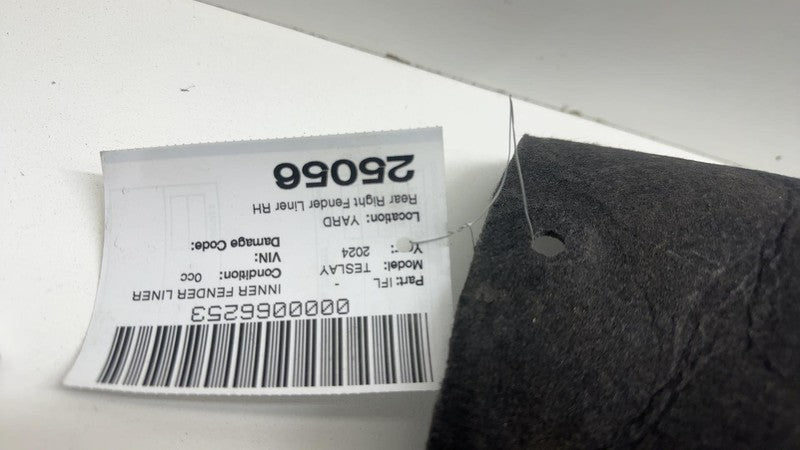 0000066253
INNER FENDER LINER
Part: IFL -
Model: TESLAY
Condition: 0cc
2024
VIN:
Location: YARD
Damage Code:
Rear Right Fender Liner RH
25056